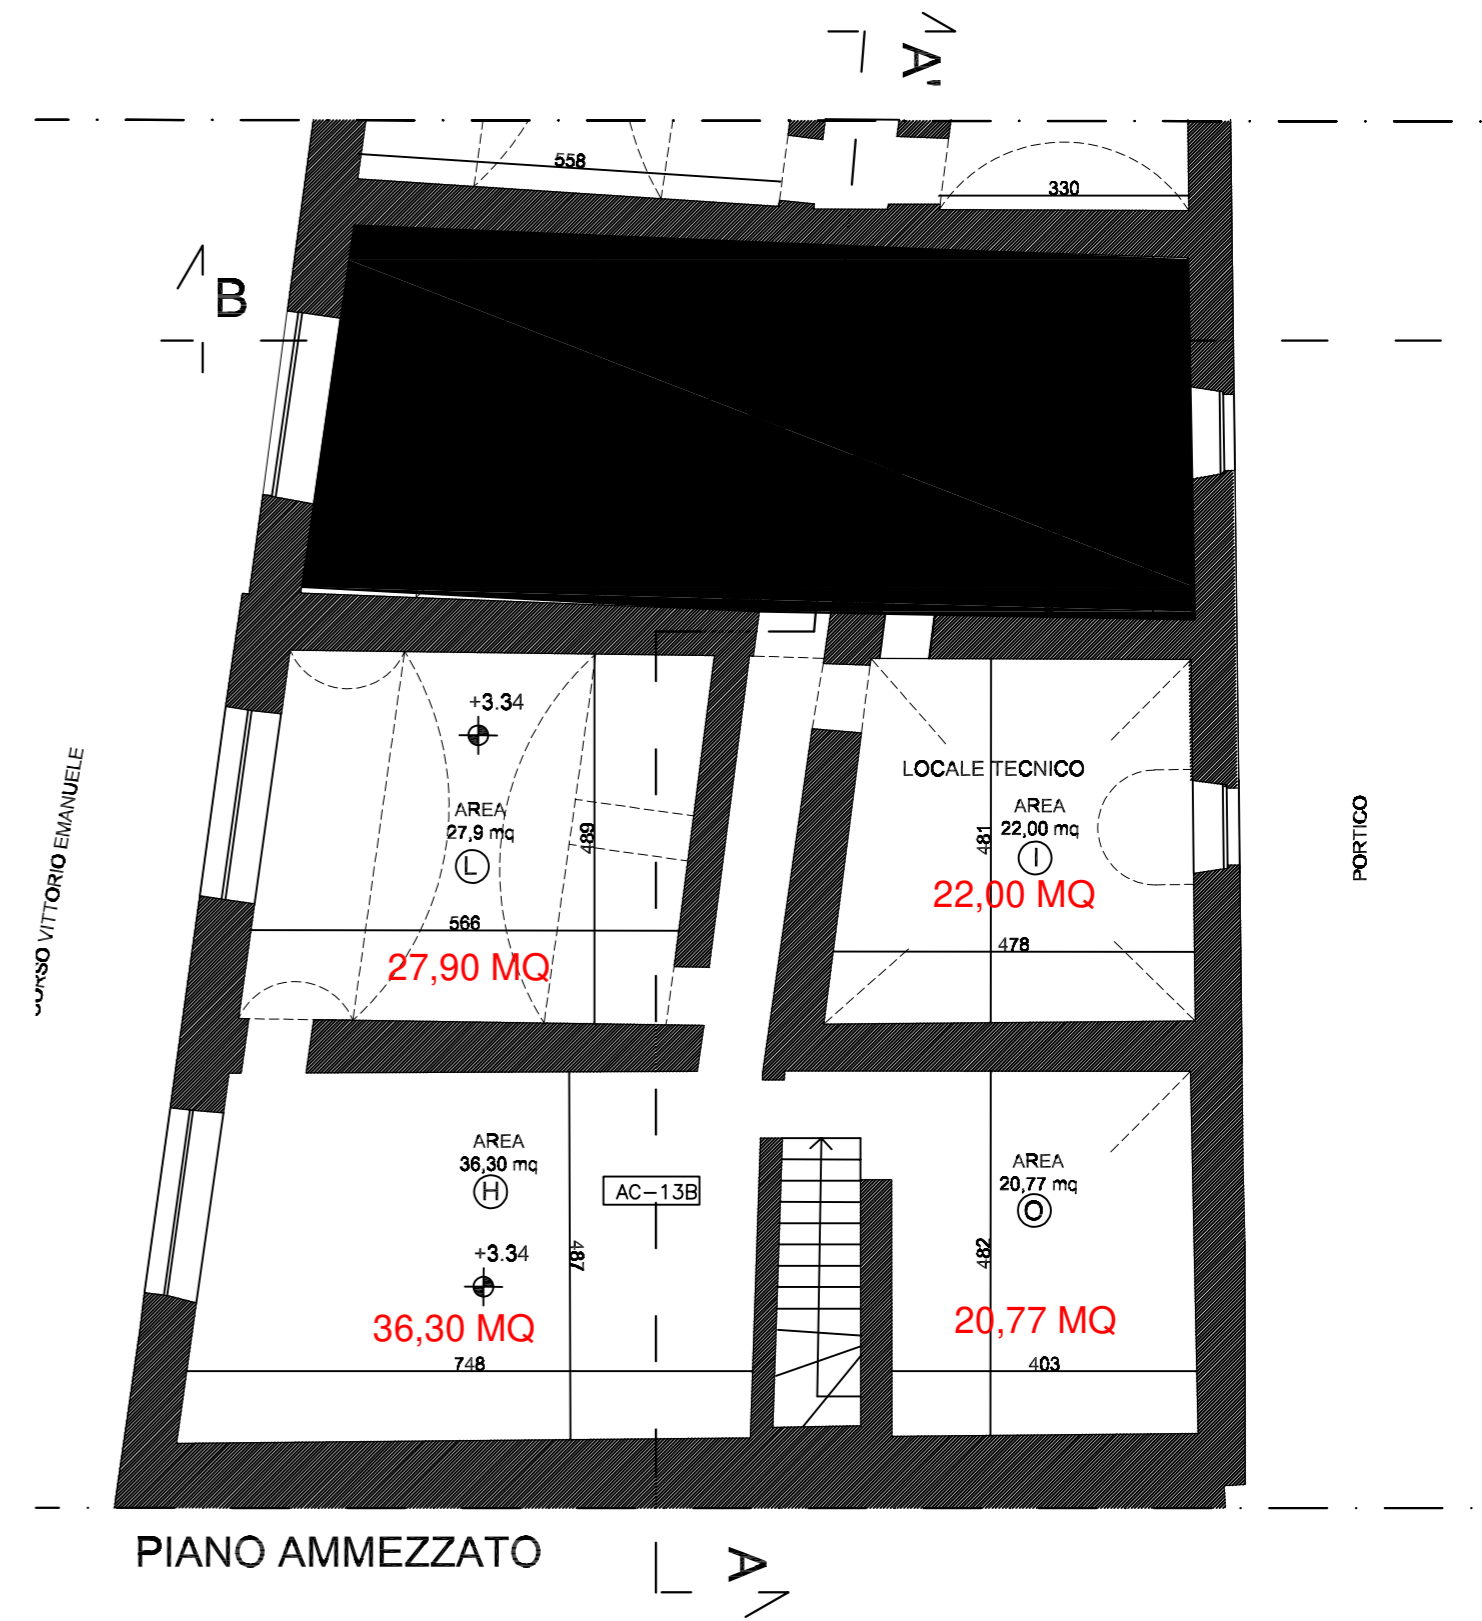 A'
558
330
B
+3.34
AREA
27,9 mq
L
489
566
27,90 MQ
LOCALE TECNICO
AREA
22,00 mq
I
481
22,00 MQ
478
CORSO VITTORIO EMANUELE
PORTICO
AREA
36,30 mq
H
AC-13B
+3.34
487
36,30 MQ
748
AREA
20,77 mq
O
482
20,77 MQ
403
PIANO AMMEZZATO
A